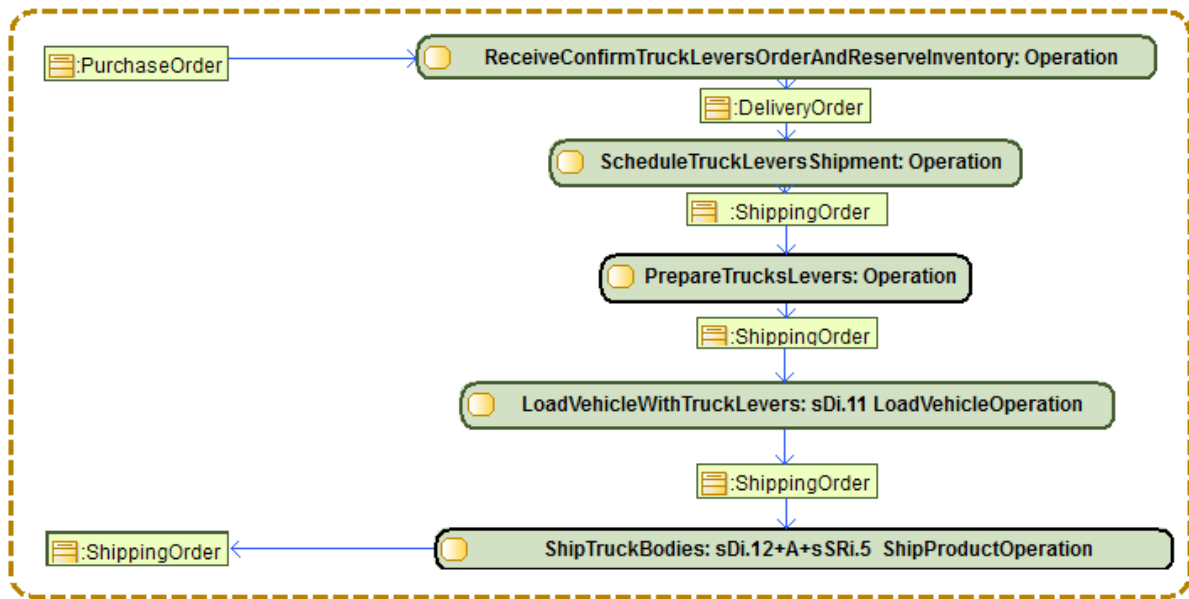 :PurchaseOrder
ReceiveConfirmTruckLeversOrderAndReserveInventory: Operation
:DeliveryOrder
ScheduleTruckLeversShipment: Operation
:ShippingOrder
PrepareTrucksLevers: Operation
:ShippingOrder
LoadVehicleWithTruckLevers: sDi.11 LoadVehicleOperation
:ShippingOrder
:ShippingOrder
ShipTruckBodies: sDi.12+A+sSRi.5 ShipProductOperation